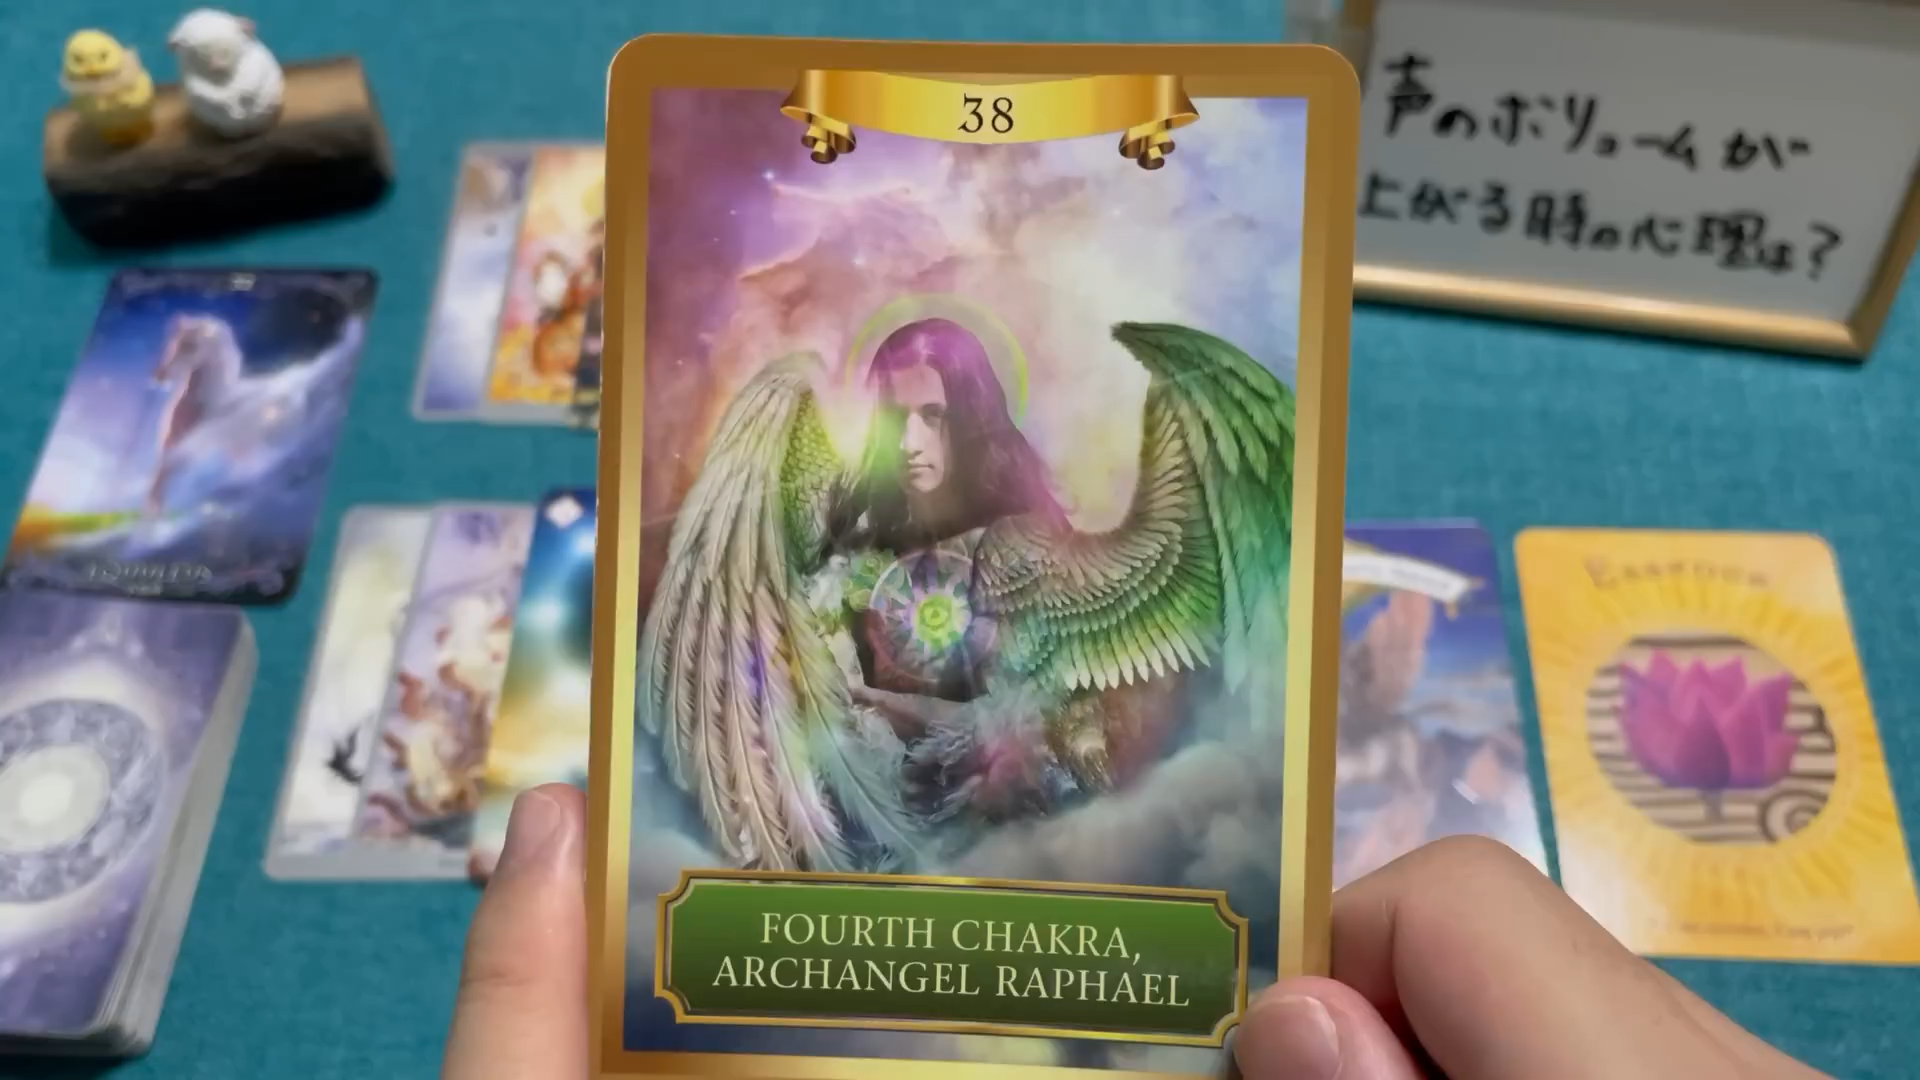 38
声のボリュームが
上がる時の心理は?
Essence
FOURTH CHAKRA,
ARCHANGEL RAPHAEL